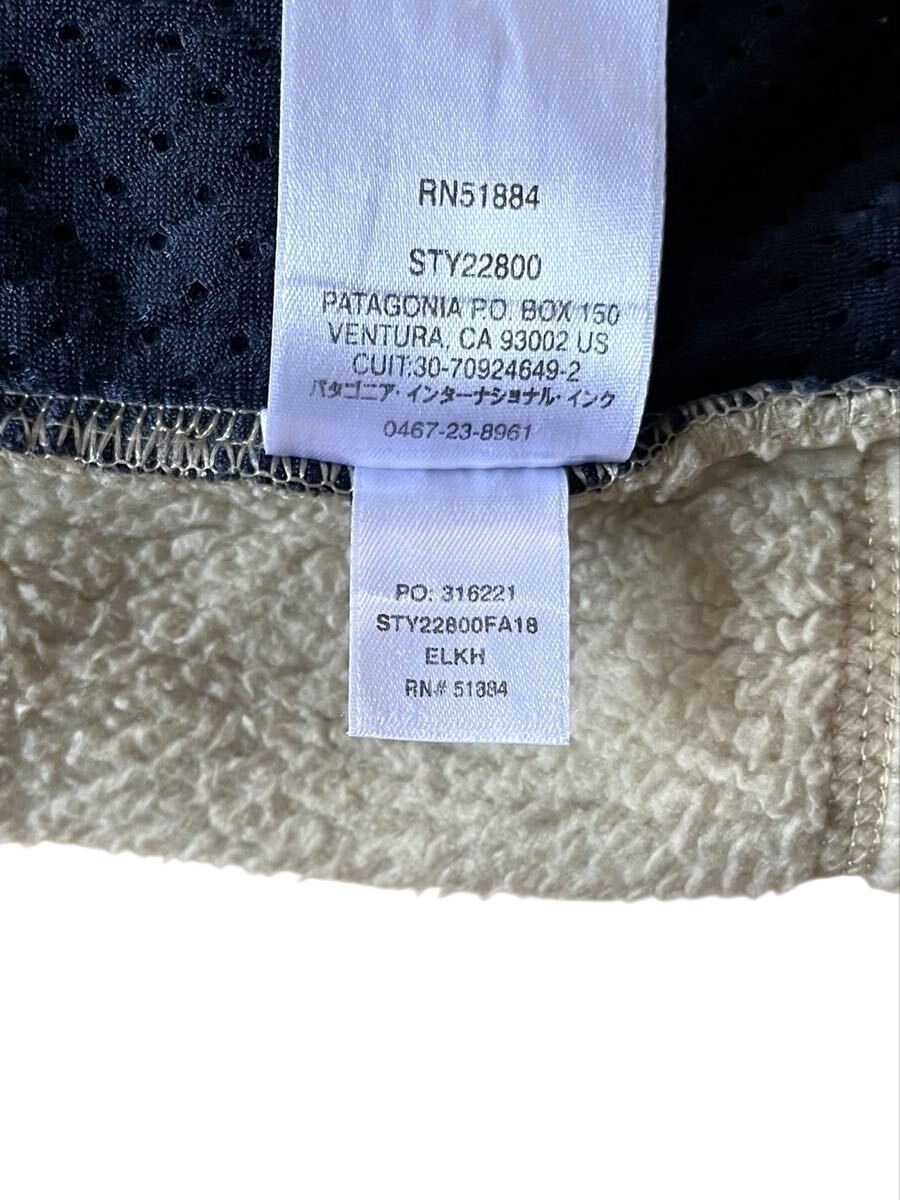 RN51884
STY22800
PATAGONIA P.O. BOX 150
VENTURA, CA 93002 US
CUIT:30-70924649-2
パタゴニア・インターナショナル・インク
0467-23-8961
PO: 316221
STY22800FA18
ELKH
RN# 51884